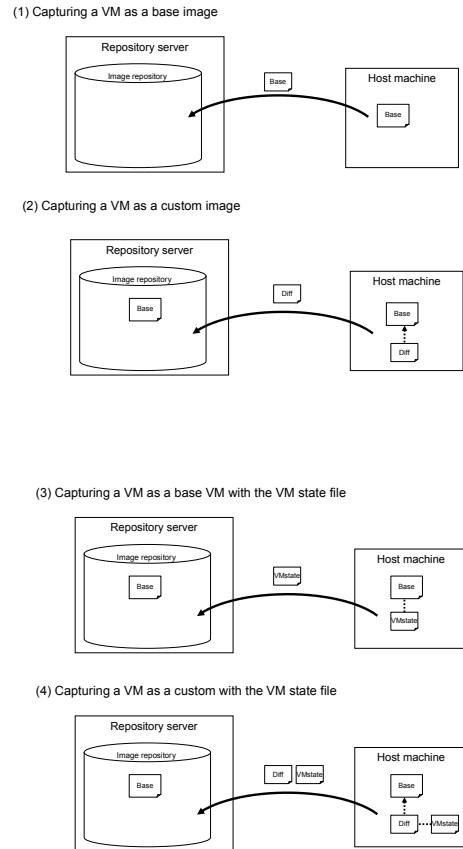 (1) Capturing a VM as a base image
Repository server
Image repository
Base
Host machine
Base
(2) Capturing a VM as a custom image
Repository server
Image repository
Base
Diff
Host machine
Base
Diff
(3) Capturing a VM as a base VM with the VM state file
Repository server
Image repository
Base
VMstate
Host machine
Base
VMstate
(4) Capturing a VM as a custom with the VM state file
Repository server
Image repository
Base
Diff
VMstate
Host machine
Base
Diff
VMstate